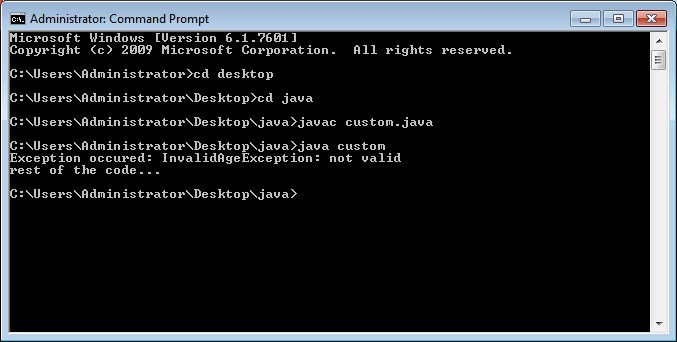 Administrator: Command Prompt
Microsoft Windows [Version 6.1.7601]
Copyright (c) 2009 Microsoft Corporation.  All rights reserved.
C:\Users\Administrator>cd desktop
C:\Users\Administrator\Desktop>cd java
C:\Users\Administrator\Desktop\java>javac custom.java
C:\Users\Administrator\Desktop\java>java custom
Exception occured: InvalidAgeException: not valid
rest of the code...
C:\Users\Administrator\Desktop\java>